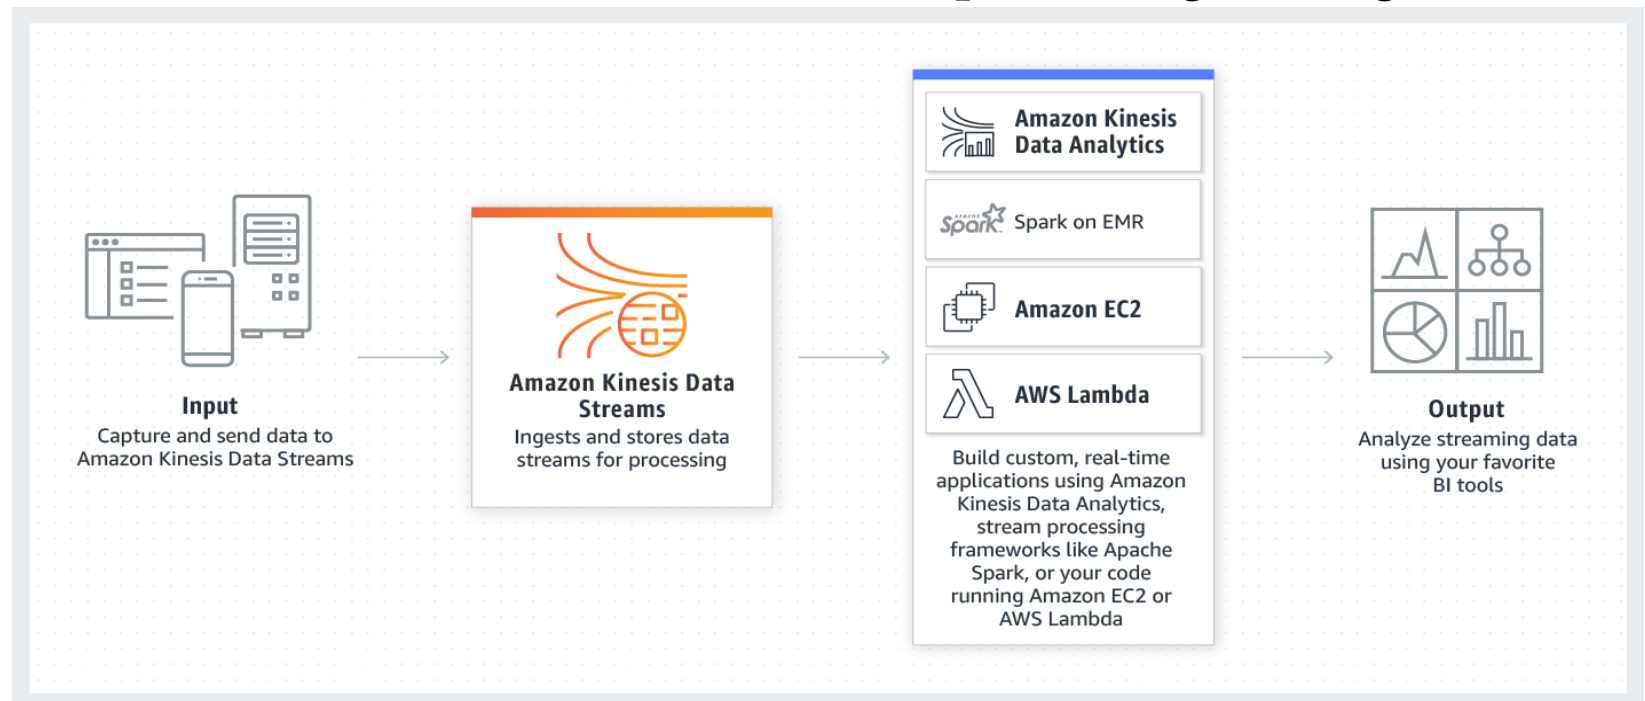 Input
Capture and send data to
Amazon Kinesis Data Streams
Amazon Kinesis Data
Streams
Ingests and stores data
streams for processing
Amazon Kinesis
Data Analytics
APACHE
Spark
Spark on EMR
Amazon EC2
AWS Lambda
Build custom, real-time
applications using Amazon
Kinesis Data Analytics,
stream processing
frameworks like Apache
Spark, or your code
running Amazon EC2 or
AWS Lambda
Output
Analyze streaming data
using your favorite
BI tools